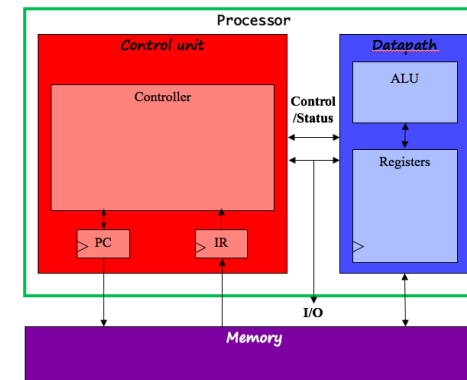 Processor
Control unit
Datapath
Controller
ALU
Control
/Status
Registers
PC
IR
I/O
Memory